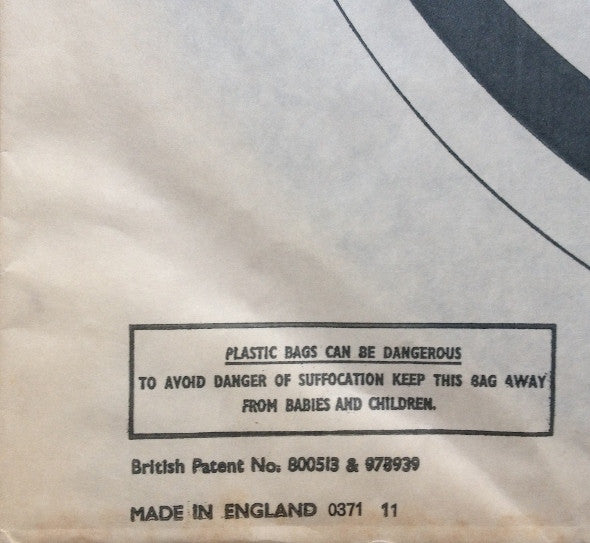 PLASTIC BAGS CAN BE DANGEROUS
TO AVOID DANGER OF SUFFOCATION KEEP THIS BAG AWAY
FROM BABIES AND CHILDREN.
British Patent No. 800513 & 978939
MADE IN ENGLAND 0371 11